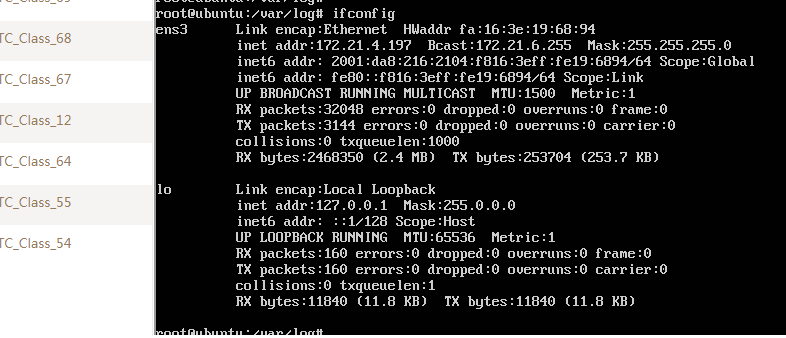 TC_Class_68
TC_Class_67
TC_Class_12
TC_Class_64
TC_Class_55
TC_Class_54
root@ubuntu:/var/log#
root@ubuntu:/var/log# ifconfig
ens3 Link encap:Ethernet HWaddr fa:16:3e:19:68:94
inet addr:172.21.4.197 Bcast:172.21.6.255 Mask:255.255.255.0
inet6 addr: 2001:da8:216:2104:f816:3eff:fe19:6894/64 Scope:Global
inet6 addr: fe80::f816:3eff:fe19:6894/64 Scope:Link
UP BROADCAST RUNNING MULTICAST MTU:1500 Metric:1
RX packets:32048 errors:0 dropped:0 overruns:0 frame:0
TX packets:3144 errors:0 dropped:0 overruns:0 carrier:0
collisions:0 txqueuelen:1000
RX bytes:2468350 (2.4 MB) TX bytes:253704 (253.7 KB)
lo Link encap:Local Loopback
inet addr:127.0.0.1 Mask:255.0.0.0
inet6 addr: ::1/128 Scope:Host
UP LOOPBACK RUNNING MTU:65536 Metric:1
RX packets:160 errors:0 dropped:0 overruns:0 frame:0
TX packets:160 errors:0 dropped:0 overruns:0 carrier:0
collisions:0 txqueuelen:1
RX bytes:11840 (11.8 KB) TX bytes:11840 (11.8 KB)
root@ubuntu:/var/log#